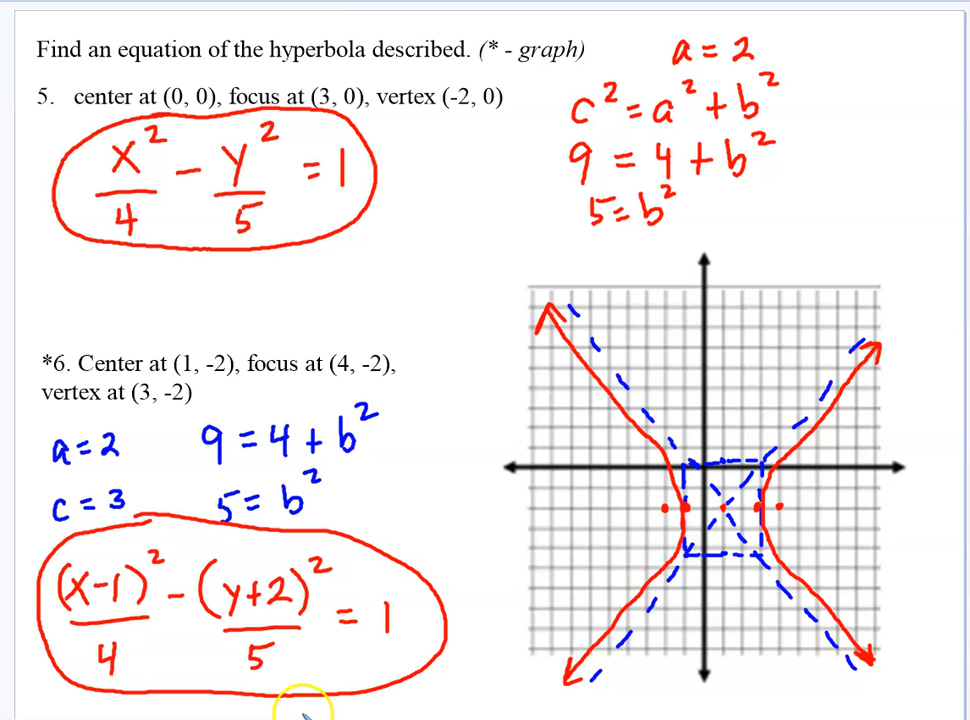 Find an equation of the hyperbola described. (* - graph)
a = 2
5. center at (0, 0), focus at (3, 0), vertex (-2, 0)
c² = a² + b²
x²/4 - y²/5 = 1
9 = 4 + b²
5 = b²
*6. Center at (1, -2), focus at (4, -2),
vertex at (3, -2)
a = 2
9 = 4 + b²
c = 3
5 = b²
(x-1)²/4 - (y+2)²/5 = 1